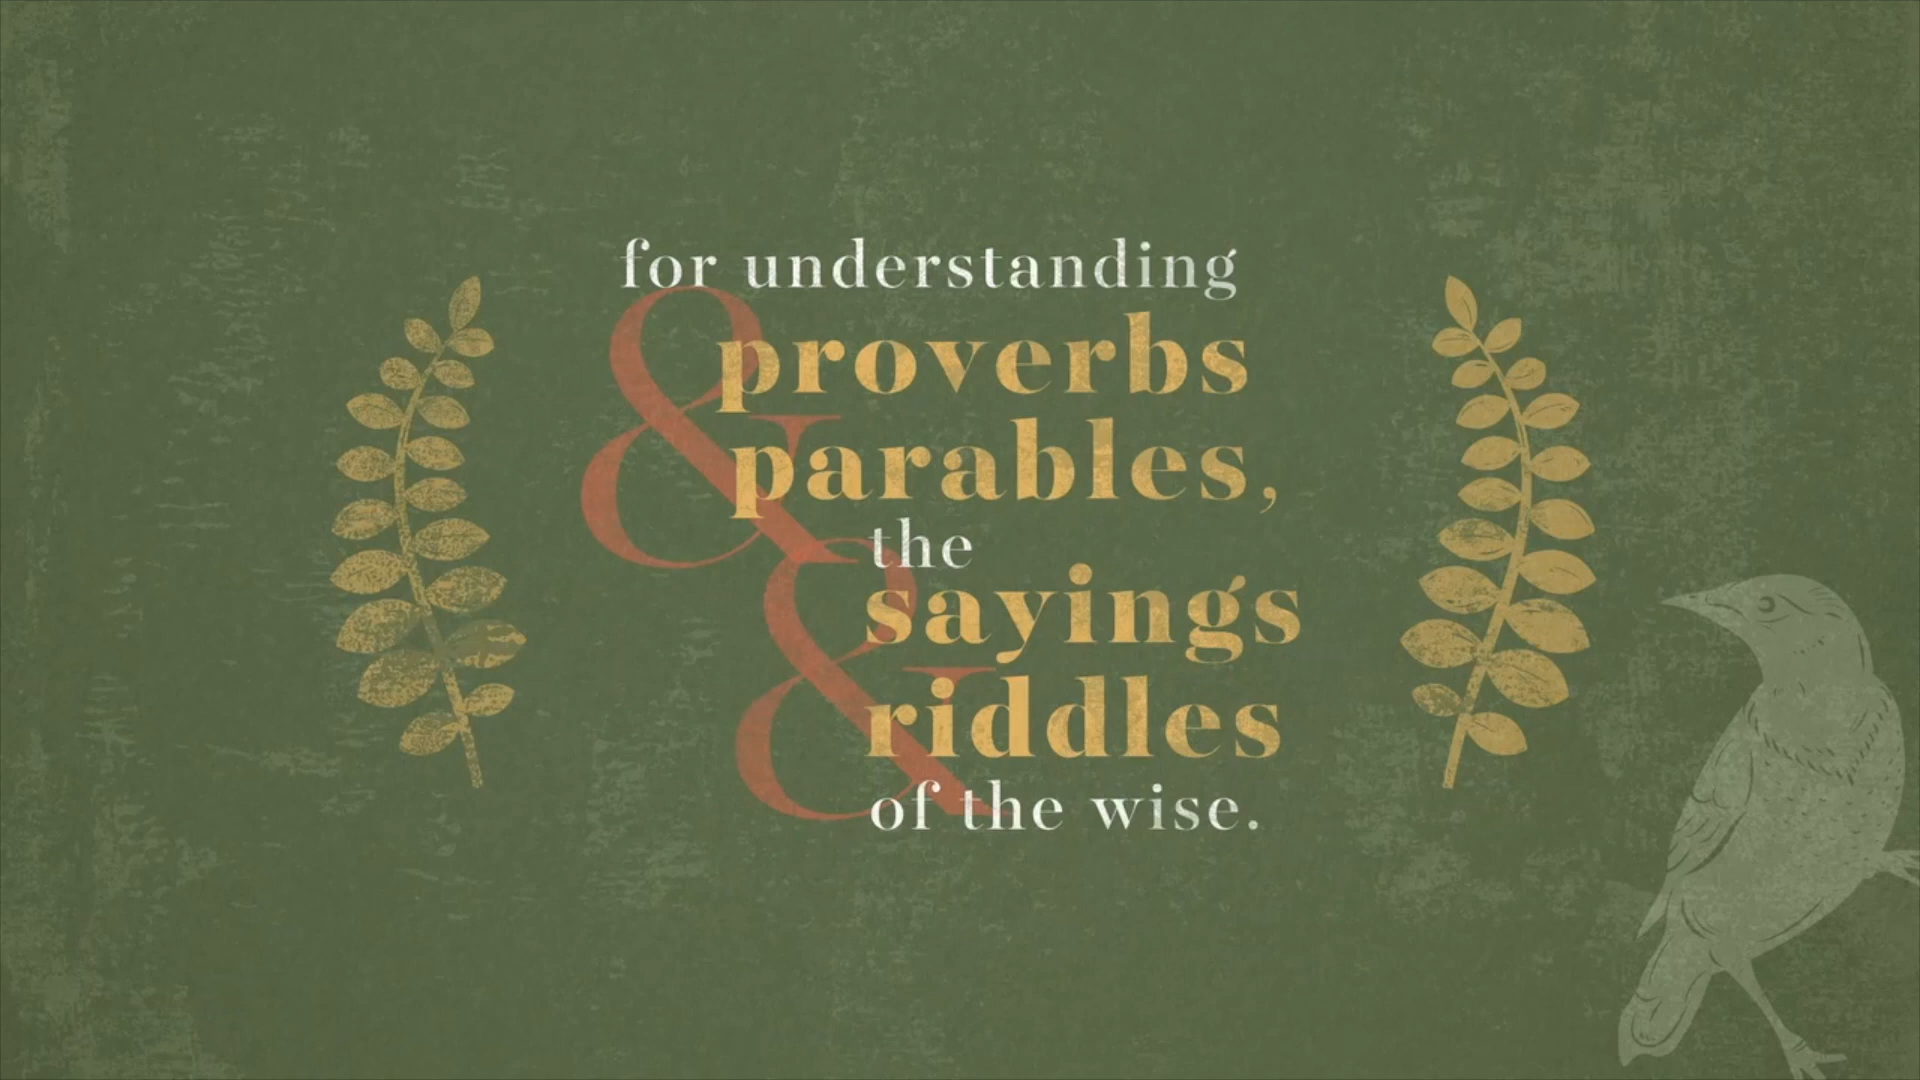 for understanding
proverbs
& parables,
the
sayings
& riddles
of the wise.